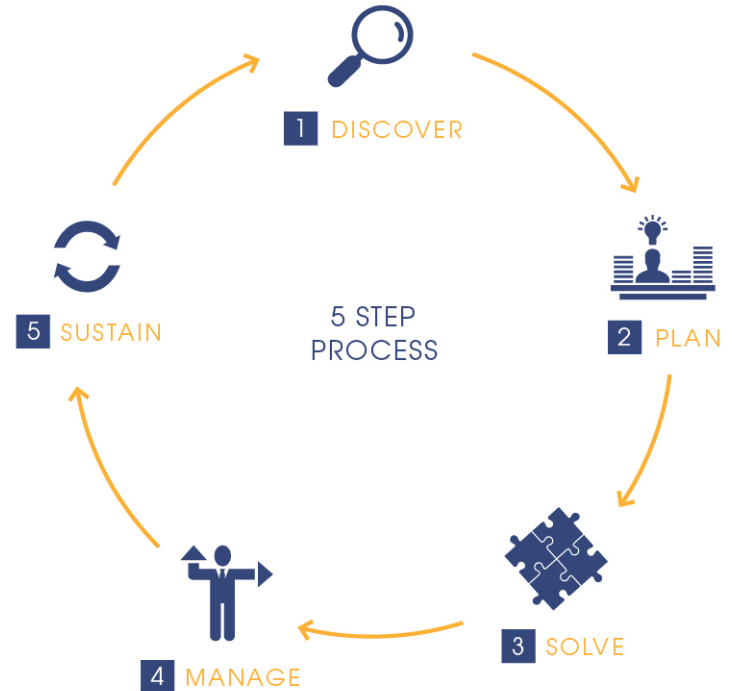 1 DISCOVER
2 PLAN
3 SOLVE
4 MANAGE
5 SUSTAIN
5 STEP
PROCESS